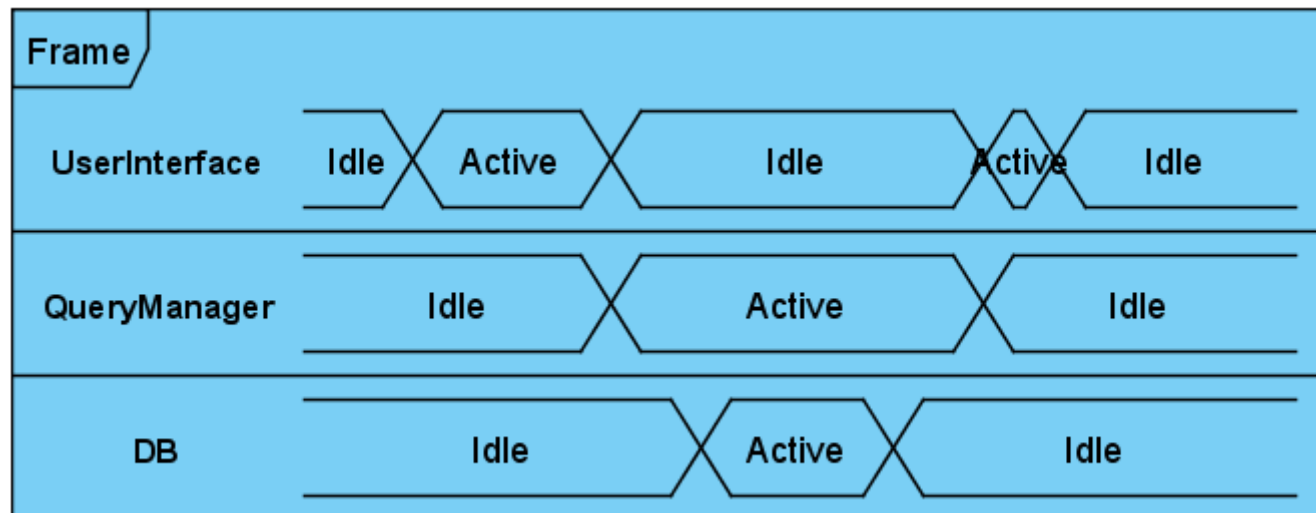 Frame
UserInterface Idle Active Idle Active Idle
QueryManager Idle Active Idle
DB Idle Active Idle